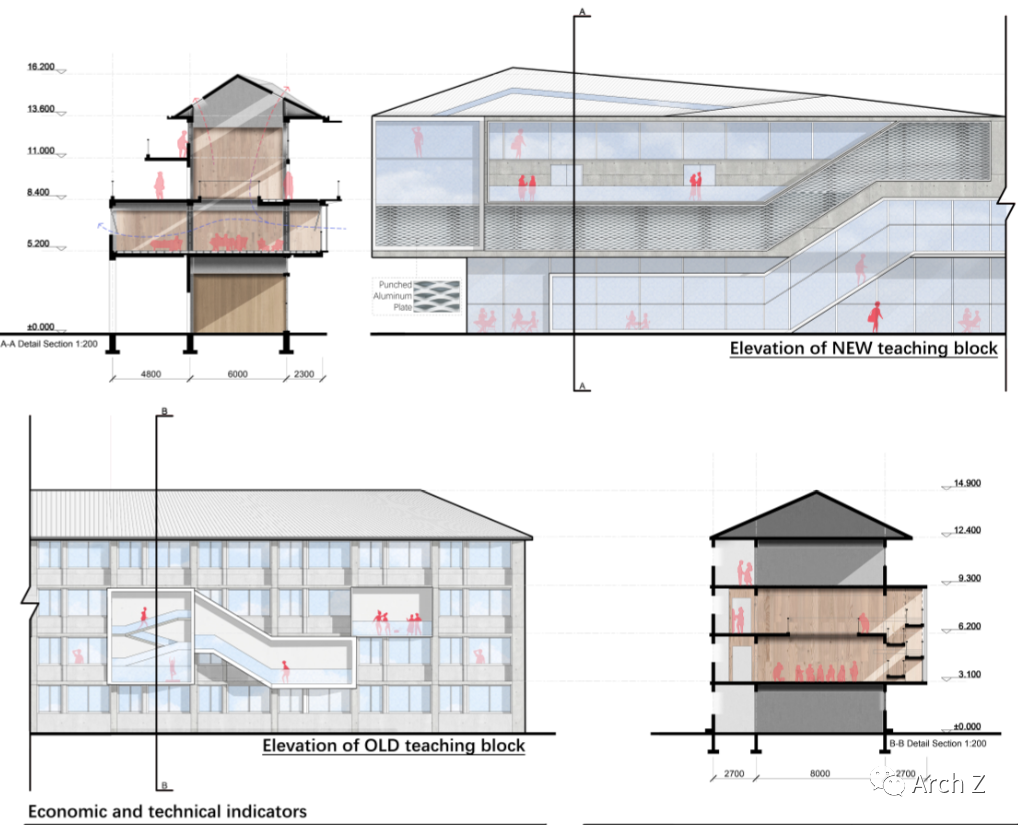 A
16.200
13.600
11.000
8.400
5.200
±0.000
A-A Detail Section 1:200
4800
6000
2300
Punched
Aluminum
Plate
Elevation of NEW teaching block
A
B
14.900
12.400
9.300
6.200
3.100
±0.000
Elevation of OLD teaching block
B-B Detail Section 1:200
2700
8000
2700
B
Arch Z
Economic and technical indicators